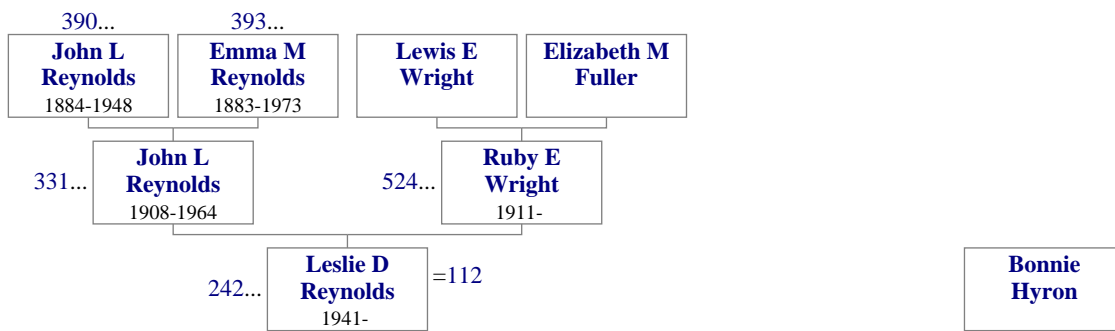 390... 393...
John L Emma M Lewis E Elizabeth M
Reynolds Reynolds Wright Fuller
1884-1948 1883-1973
John L Ruby E
331... Reynolds 524... Wright
1908-1964 1911-
Leslie D =112 Bonnie
242... Reynolds Hyron
1941-